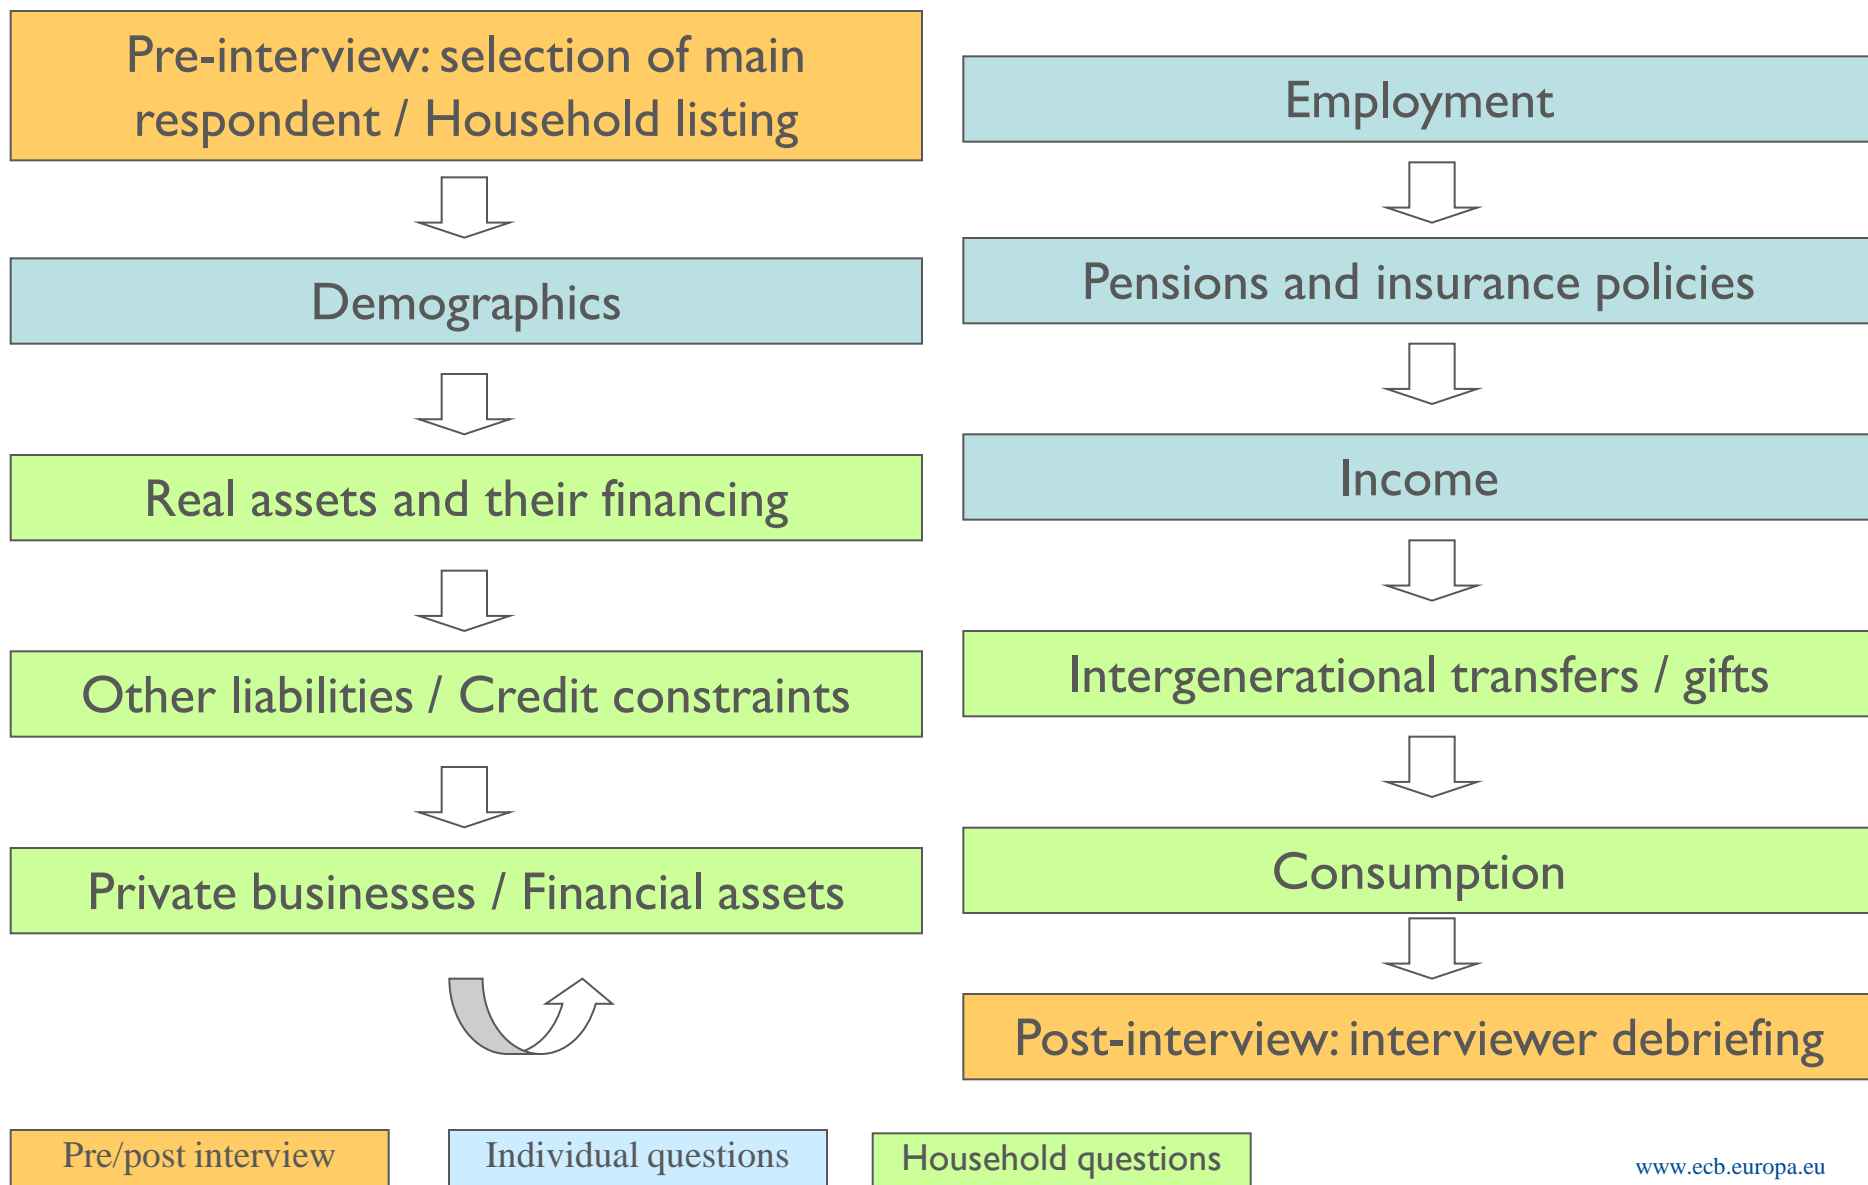 Pre-interview: selection of main
respondent / Household listing
Demographics
Real assets and their financing
Other liabilities / Credit constraints
Private businesses / Financial assets
Employment
Pensions and insurance policies
Income
Intergenerational transfers / gifts
Consumption
Post-interview: interviewer debriefing
Pre/post interview
Individual questions
Household questions
www.ecb.europa.eu